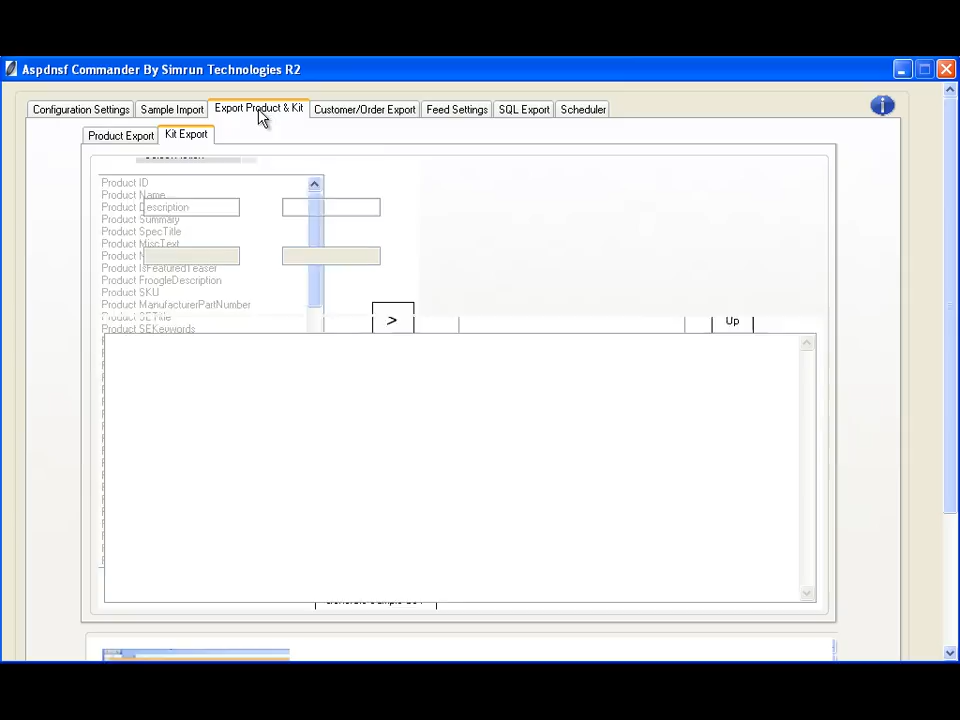 Aspdnsf Commander By Simrun Technologies R2
Configuration Settings
Sample Import
Export Product & Kit
Customer/Order Export
Feed Settings
SQL Export
Scheduler
Product Export
Kit Export
Product ID
Product Name
Product Description
Product Summary
Product SpecTitle
Product MiscText
Product
Product IsFeaturedTeaser
Product FroogleDescription
Product SKU
Product ManufacturerPartNumber
Product SETitle
Product SEKeywords
>
Up